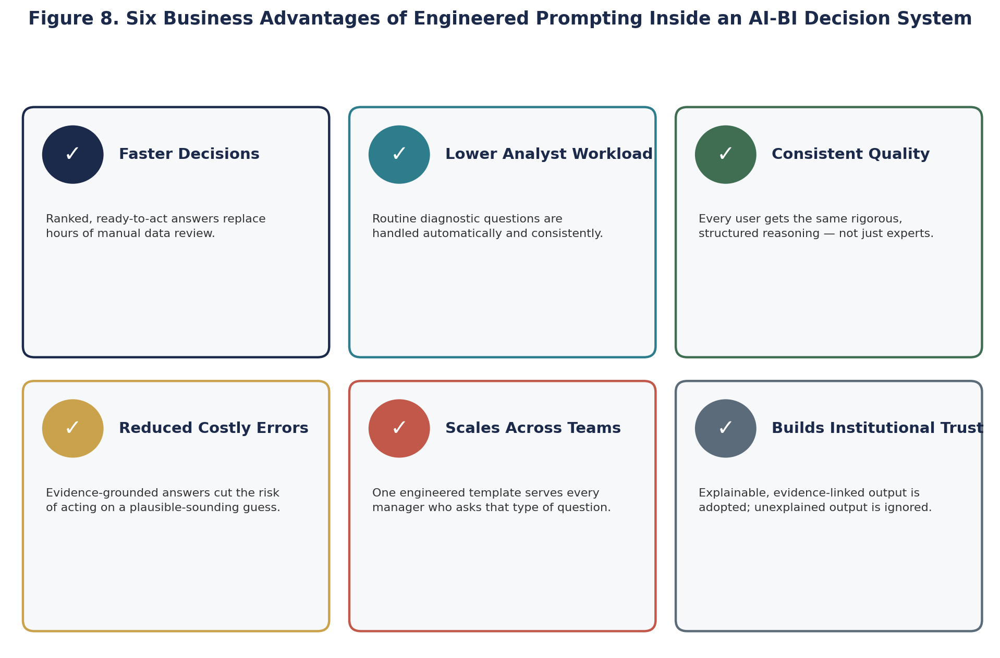 Figure 8. Six Business Advantages of Engineered Prompting Inside an AI-BI Decision System
✓ Faster Decisions
Ranked, ready-to-act answers replace
hours of manual data review.
✓ Lower Analyst Workload
Routine diagnostic questions are
handled automatically and consistently.
✓ Consistent Quality
Every user gets the same rigorous,
structured reasoning — not just experts.
✓ Reduced Costly Errors
Evidence-grounded answers cut the risk
of acting on a plausible-sounding guess.
✓ Scales Across Teams
One engineered template serves every
manager who asks that type of question.
✓ Builds Institutional Trust
Explainable, evidence-linked output is
adopted; unexplained output is ignored.